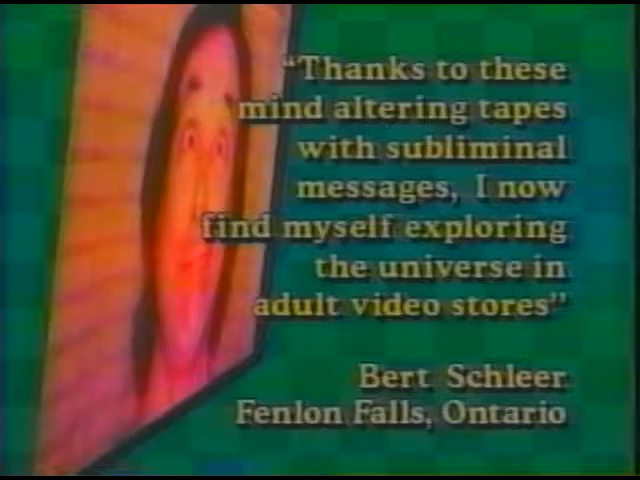 “Thanks to these
mind altering tapes
with subliminal
messages, I now
find myself exploring
the universe in
adult video stores”
Bert Schleer
Fenlon Falls, Ontario